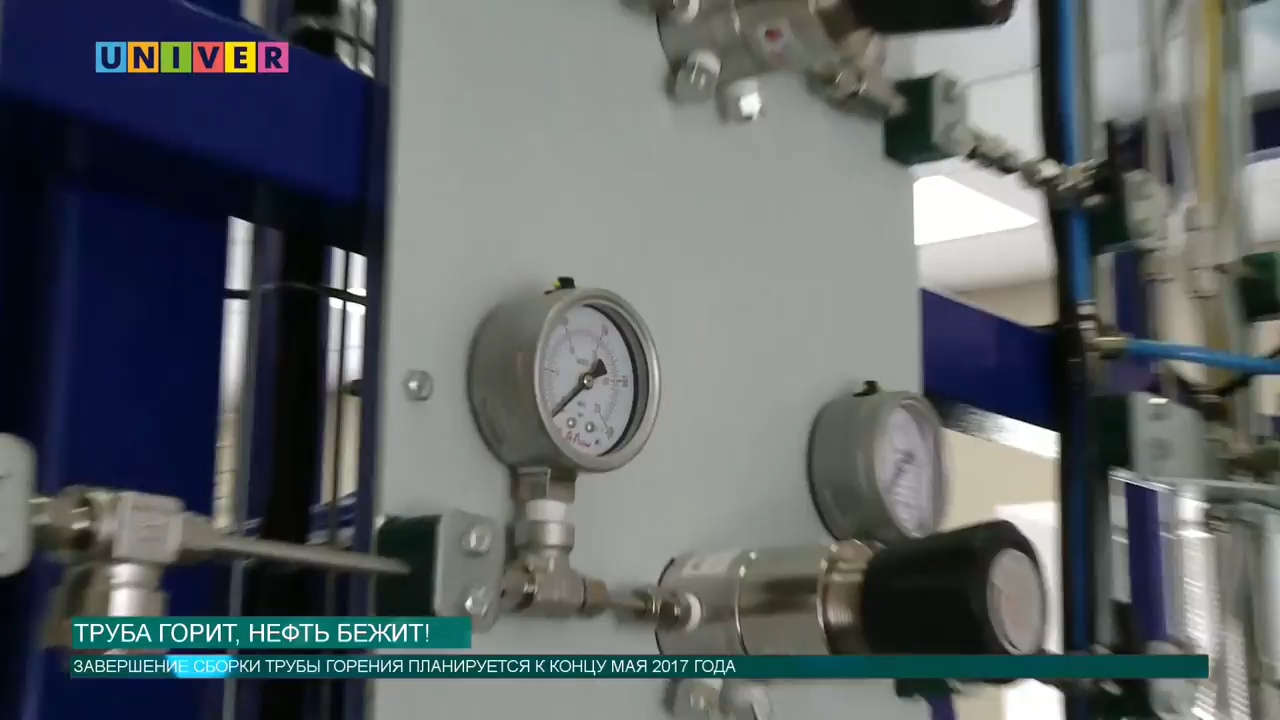 UNIVER
ТРУБА ГОРИТ, НЕФТЬ БЕЖИТ!
ЗАВЕРШЕНИЕ СБОРКИ ТРУБЫ ГОРЕНИЯ ПЛАНИРУЕТСЯ К КОНЦУ МАЯ 2017 ГОДА